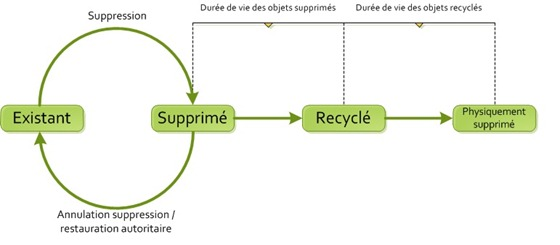 Suppression
Durée de vie des objets supprimés
Durée de vie des objets recyclés
Existant
Supprimé
Recyclé
Physiquement
supprimé
Annulation suppression /
restauration autoritaire